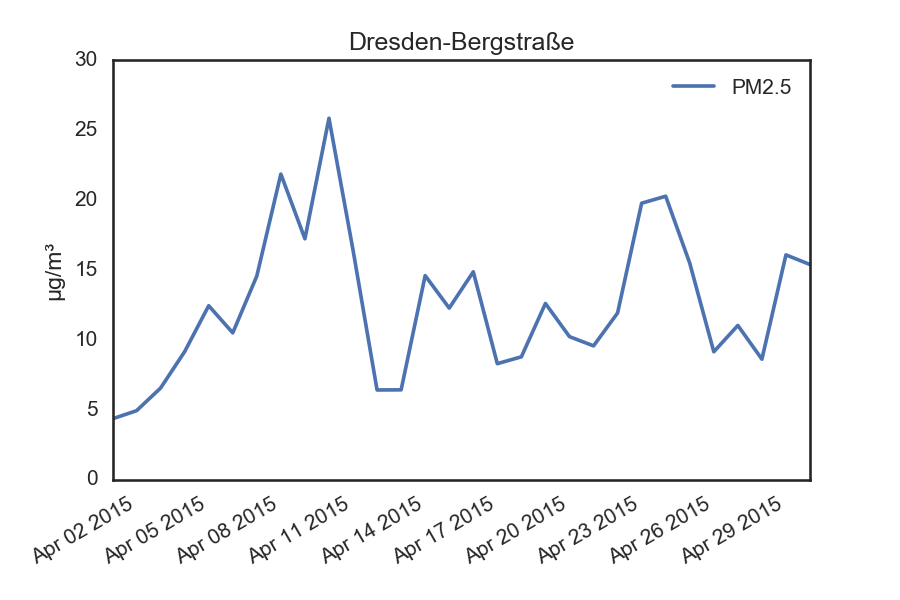 Dresden-Bergstraße
PM2.5
30
25
20
15
10
5
0
µg/m³
Apr 02 2015
Apr 05 2015
Apr 08 2015
Apr 11 2015
Apr 14 2015
Apr 17 2015
Apr 20 2015
Apr 23 2015
Apr 26 2015
Apr 29 2015